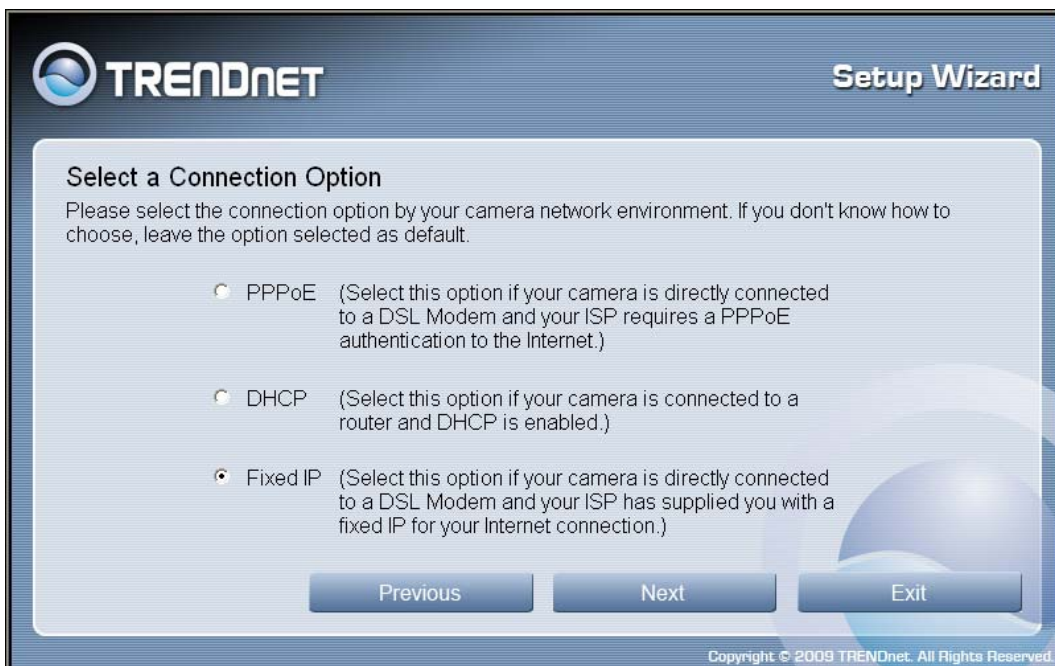 TRENDNET
Setup Wizard
Select a Connection Option
Please select the connection option by your camera network environment. If you don't know how to
choose, leave the option selected as default.
PPPoE (Select this option if your camera is directly connected
to a DSL Modem and your ISP requires a PPPoE
authentication to the Internet.)
DHCP (Select this option if your camera is connected to a
router and DHCP is enabled.)
Fixed IP (Select this option if your camera is directly connected
to a DSL Modem and your ISP has supplied you with a
fixed IP for your Internet connection.)
Previous Next Exit
Copyright © 2009 TRENDnet. All Rights Reserved.